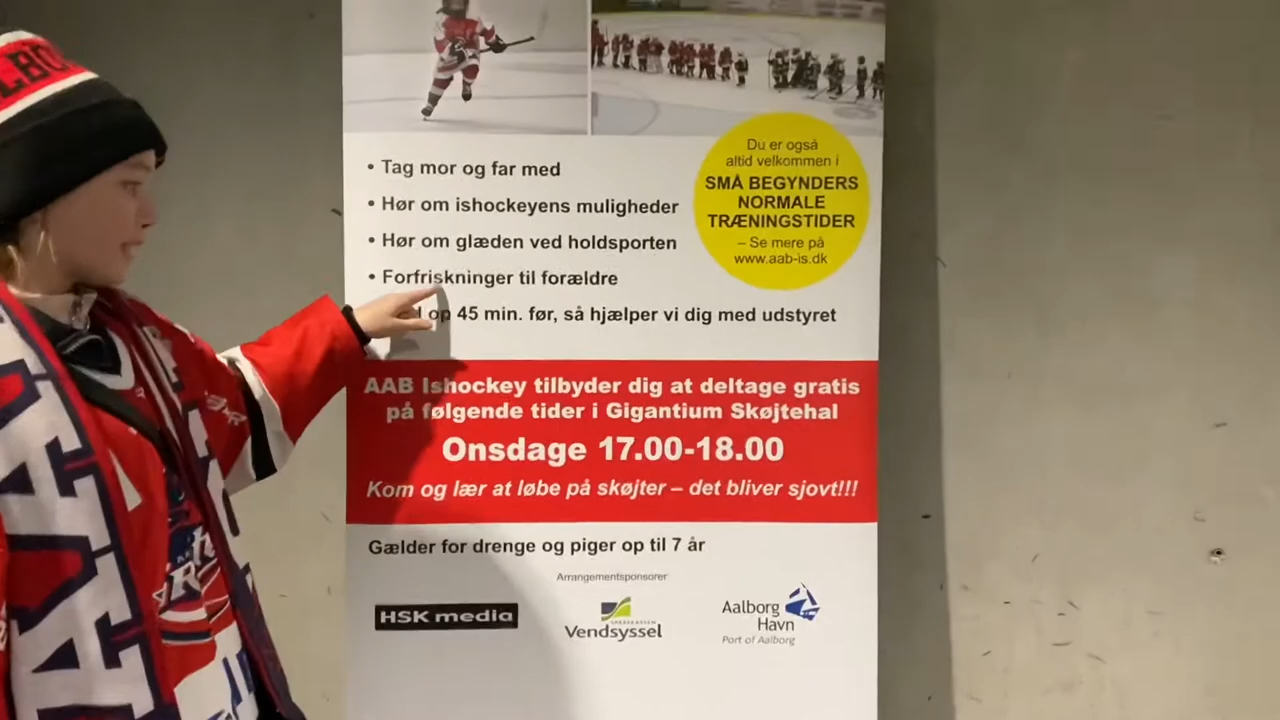 • Tag mor og far med
• Hør om ishockeyens muligheder
• Hør om glæden ved holdsporten
• Forfriskninger til forældre
op 45 min. før, så hjælper vi dig med udstyret
Du er også
altid velkommen i
SMÅ BEGYNDERS
NORMALE
TRÆNINGSTIDER
– Se mere på
www.aab-is.dk
AAB Ishockey tilbyder dig at deltage gratis
på følgende tider i Gigantium Skøjtehal
Onsdage 17.00-18.00
Kom og lær at løbe på skøjter – det bliver sjovt!!!
Gælder for drenge og piger op til 7 år
Arrangementsponsorer
HSK media
SPAREKASSEN
Vendsyssel
Aalborg
Havn
Port of Aalborg